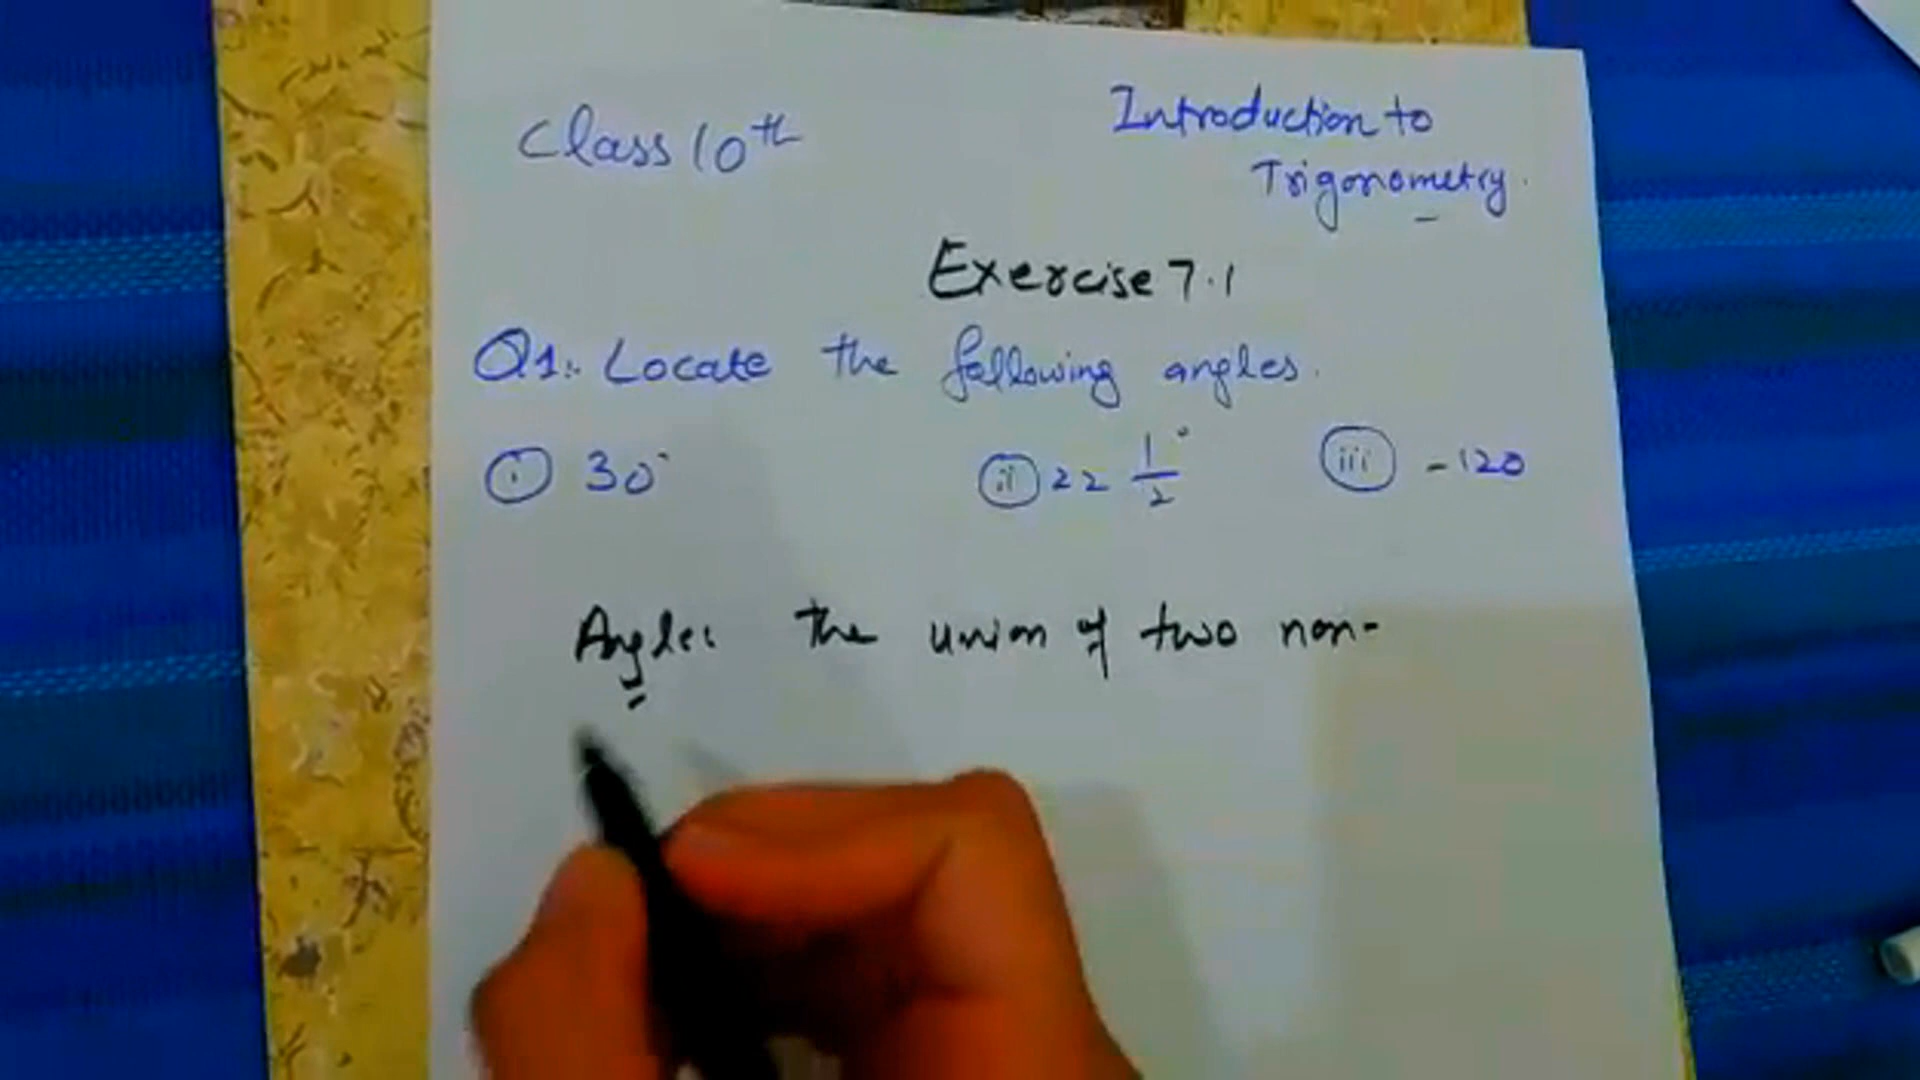 Class 10th
Introduction to
Trigonometry.
Exercise 7.1
Q1:. Locate the following angles.
(i) 30° (ii) 22 1/2° (iii) -120
Angle: The union of two non-